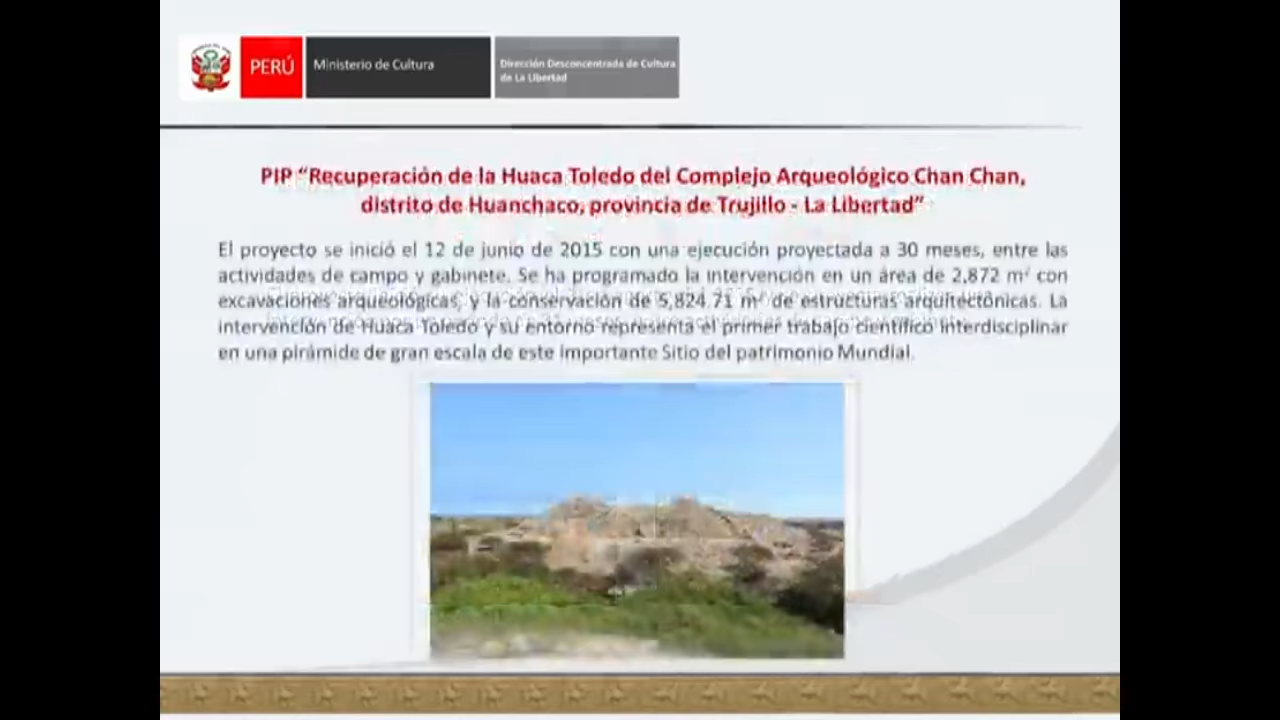 PERÚ
Ministerio de Cultura
Dirección Desconcentrada de Cultura
de La Libertad
PIP “Recuperación de la Huaca Toledo del Complejo Arqueológico Chan Chan,
distrito de Huanchaco, provincia de Trujillo - La Libertad”
El proyecto se inició el 12 de junio de 2015 con una ejecución proyectada a 30 meses, entre las
actividades de campo y gabinete. Se ha programado la intervención en un área de 2,872 m² con
excavaciones arqueológicas, y la conservación de 5,824.71 m² de estructuras arquitectónicas. La
intervención de Huaca Toledo y su entorno representa el primer trabajo científico interdisciplinar
en una pirámide de gran escala de este importante Sitio del patrimonio Mundial.